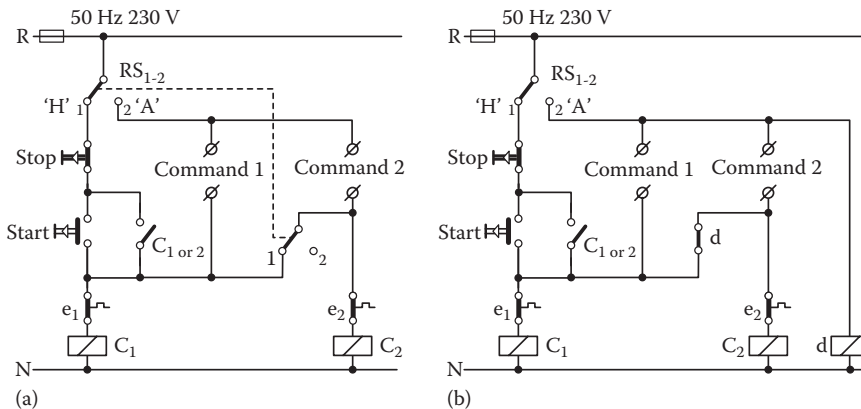 50 Hz 230 V
R
RS1-2
'H' 1
2 'A'
Stop
Command 1
Command 2
Start
C1 or 2
1
2
e1
e2
C1
C2
N
(a)
50 Hz 230 V
R
RS1-2
'H' 1
2 'A'
Stop
Command 1
Command 2
Start
C1 or 2
d
e1
e2
C1
C2
d
N
(b)